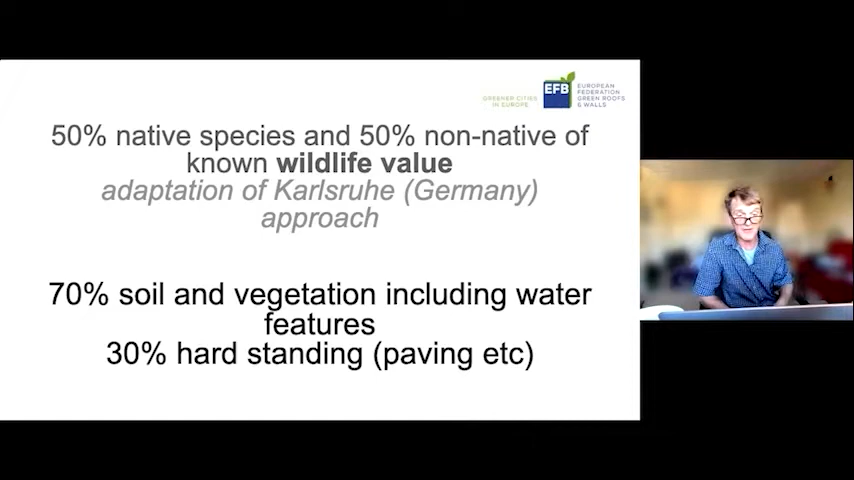 GREENER CITIES
IN EUROPE
EFB
EUROPEAN
FEDERATION
GREEN ROOFS
& WALLS
50% native species and 50% non-native of
known wildlife value
adaptation of Karlsruhe (Germany)
approach
70% soil and vegetation including water
features
30% hard standing (paving etc)